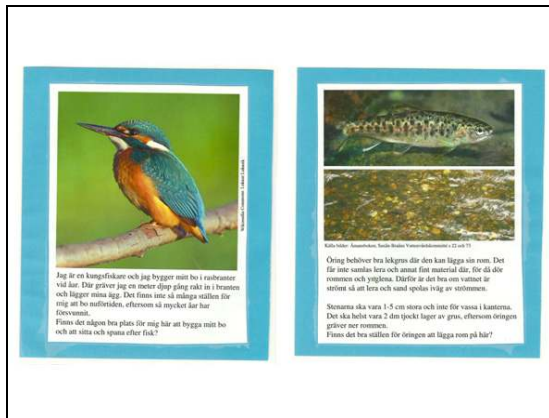 Wikimedia Commons
Jag är en kungsfiskare och jag bygger mitt bo i rasbranter
vid åar. Där gräver jag en meter djup gång rakt in i branten
och lägger mina ägg. Det finns inte så många ställen för
mig att bo nuförtiden, eftersom så mycket åar har
försvunnit.
Finns det någon bra plats för mig här att bygga mitt bo
och att sitta och spana efter fisk?
Källa bilder: s 22 och 73
Öring behöver bra lekgrus där den kan lägga sin rom. Det
får inte samlas lera och annat fint material där, för då dör
rommen och ynglena. Därför är det bra om vattnet är
strömt så att lera och sand spolas iväg av strömmen.
Stenarna ska vara 1-5 cm stora och inte för vassa i kanterna.
Det ska helst vara 2 dm tjockt lager av grus, eftersom öringen
gräver ner rommen.
Finns det bra ställen för öringen att lägga rom på här?